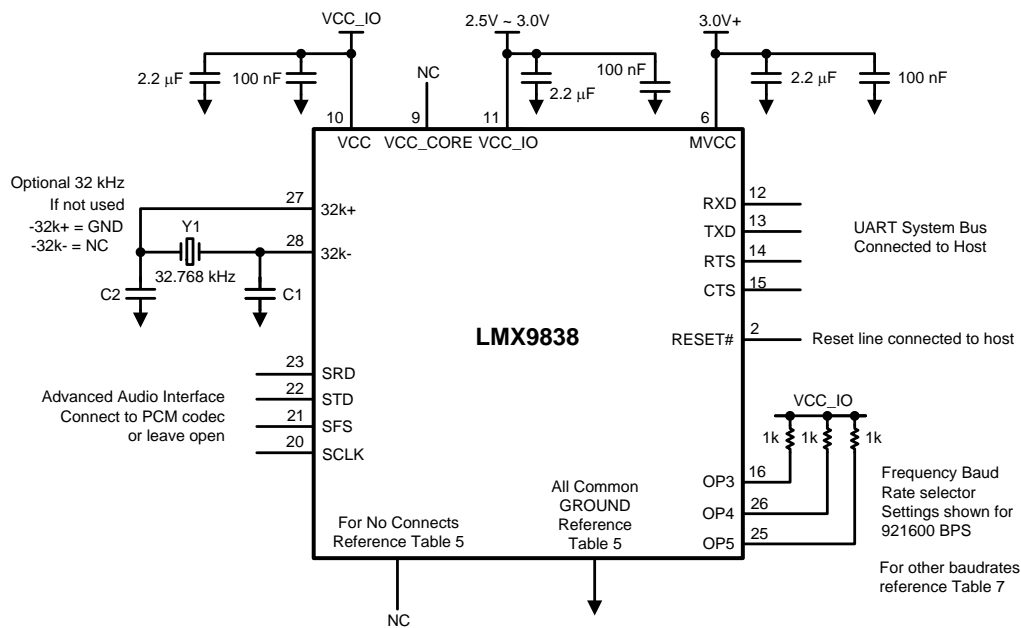 VCC_IO
2.5V ~ 3.0V
3.0V+
2.2 μF
100 nF
NC
2.2 μF
100 nF
2.2 μF
100 nF
10
9
11
6
VCC
VCC_CORE
VCC_IO
MVCC
Optional 32 kHz
If not used
-32k+ = GND
-32k- = NC
27
32k+
Y1
28
32k-
32.768 kHz
C2
C1
RXD
12
TXD
13
RTS
14
CTS
15
UART System Bus
Connected to Host
LMX9838
RESET#
2
Reset line connected to host
Advanced Audio Interface
Connect to PCM codec
or leave open
23
SRD
22
STD
21
SFS
20
SCLK
VCC_IO
1k
1k
1k
OP3
16
OP4
26
OP5
25
Frequency Baud
Rate selector
Settings shown for
921600 BPS
For other baudrates
reference Table 7
For No Connects
Reference Table 5
All Common
GROUND
Reference
Table 5
NC